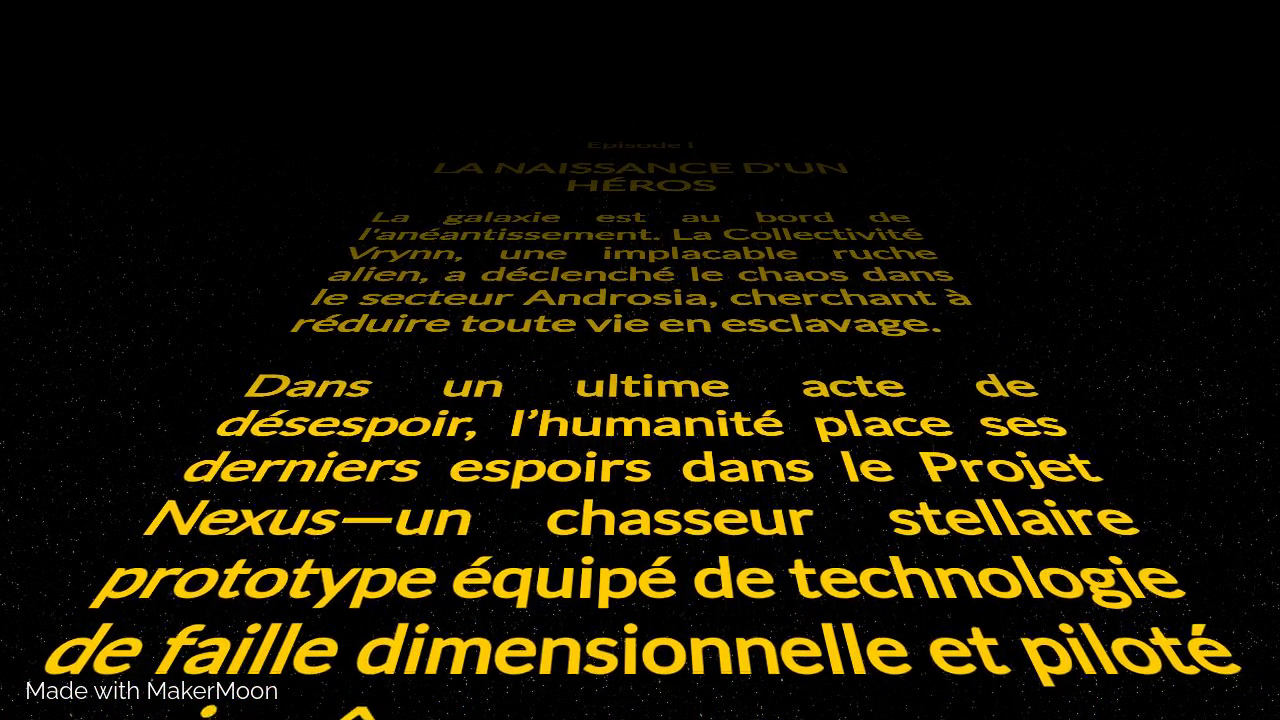 Episode I
LA NAISSANCE D'UN
HÉROS
La galaxie est au bord de
l'anéantissement. La Collectivité
Vrynn, une implacable ruche
alien, a déclenché le chaos dans
le secteur Androsia, cherchant à
réduire toute vie en esclavage.
Dans un ultime acte de
désespoir, l’humanité place ses
derniers espoirs dans le Projet
Nexus—un chasseur stellaire
prototype équipé de technologie
de faille dimensionnelle et piloté
Made with MakerMoon